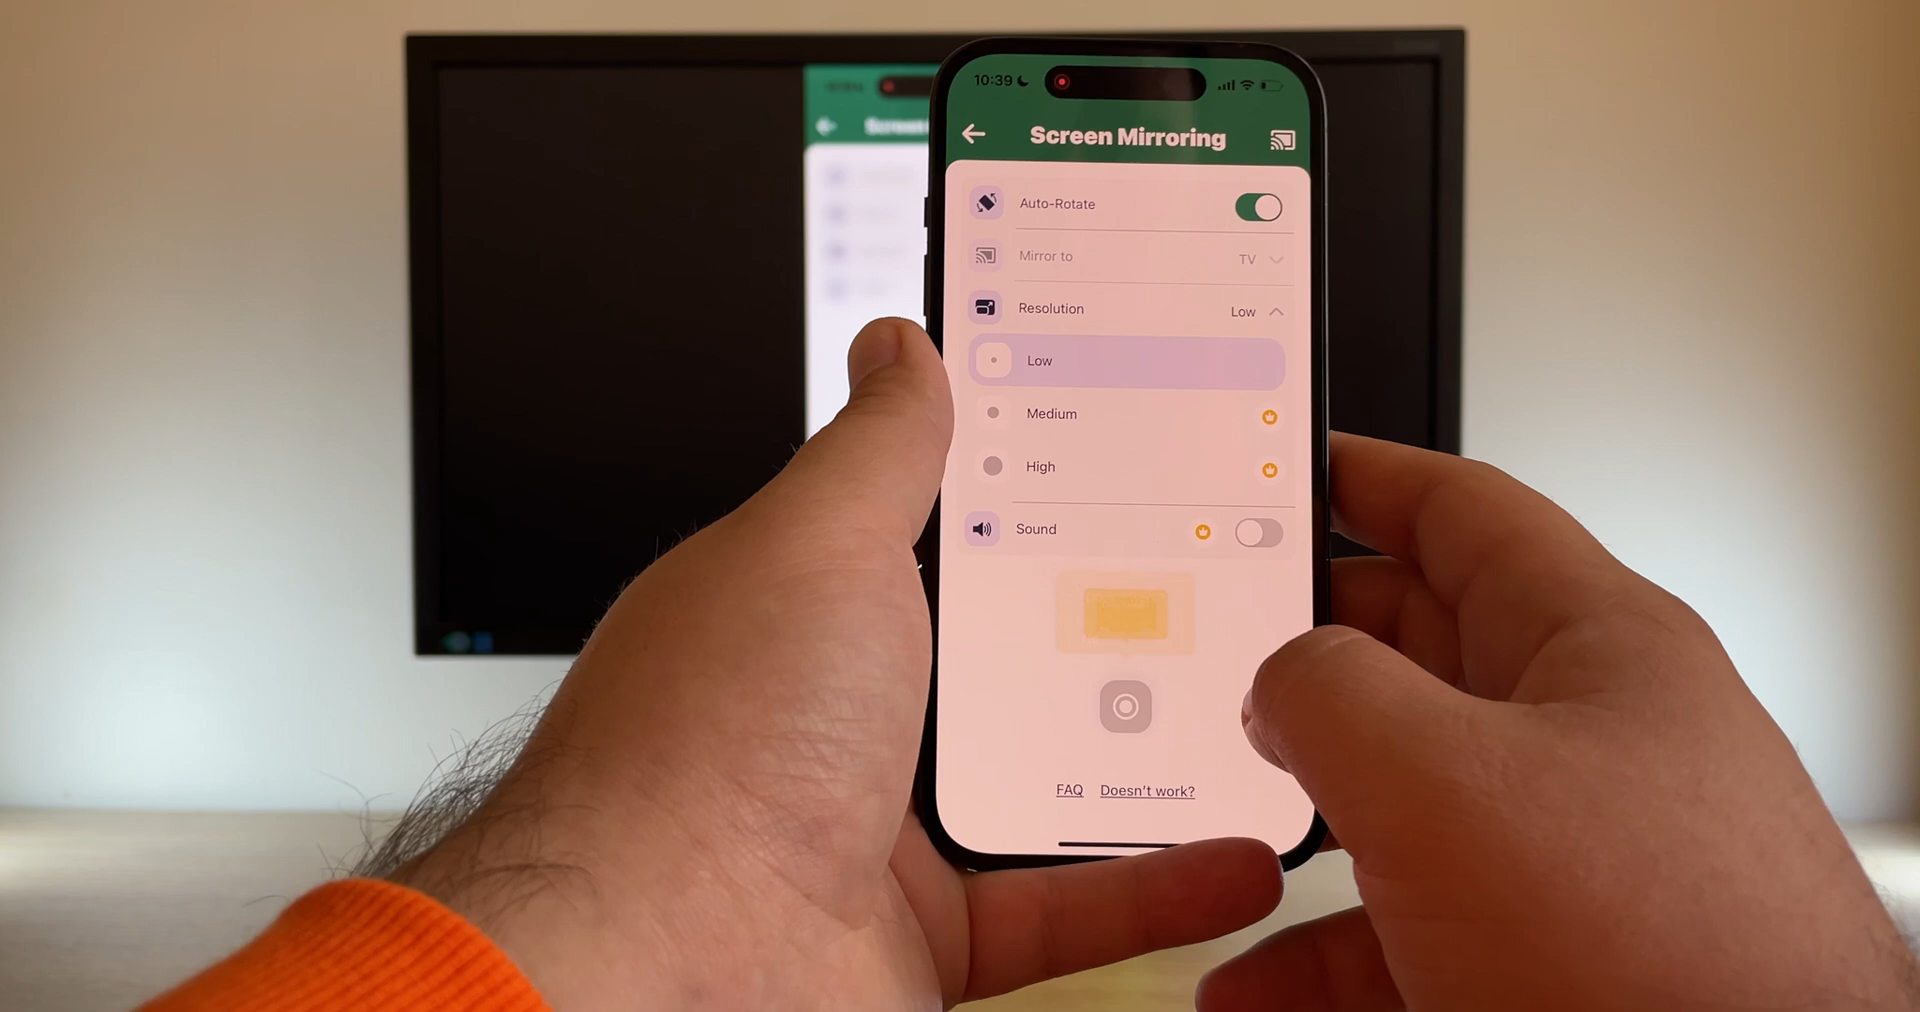 10:39
Screen Mirroring
Auto-Rotate
Mirror to TV
Resolution Low
Low
Medium
High
Sound
FAQ Doesn't work?